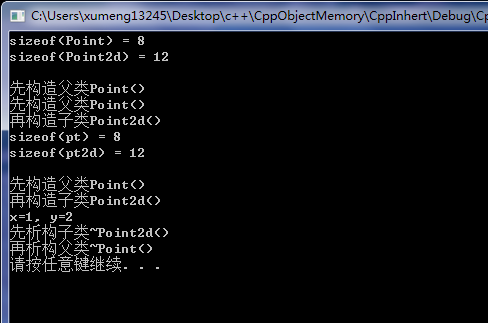 C:\Users\xumeng13245\Desktop\c++\CppObjectMemory\CppInhert\Debug\Cp
sizeof(Point) = 8
sizeof(Point2d) = 12
先构造父类Point()
先构造父类Point()
再构造子类Point2d()
sizeof(pt) = 8
sizeof(pt2d) = 12
先构造父类Point()
再构造子类Point2d()
x=1, y=2
先析构子类~Point2d()
再析构父类~Point()
请按任意键继续. . .